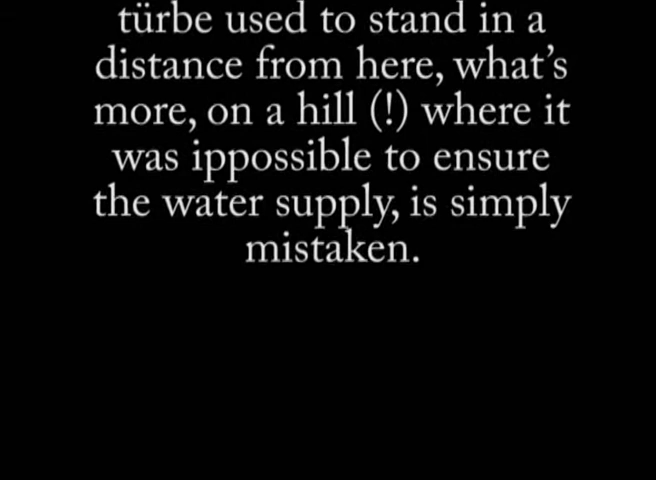 türbe used to stand in a
distance from here, what’s
more, on a hill (!) where it
was ippossible to ensure
the water supply, is simply
mistaken.